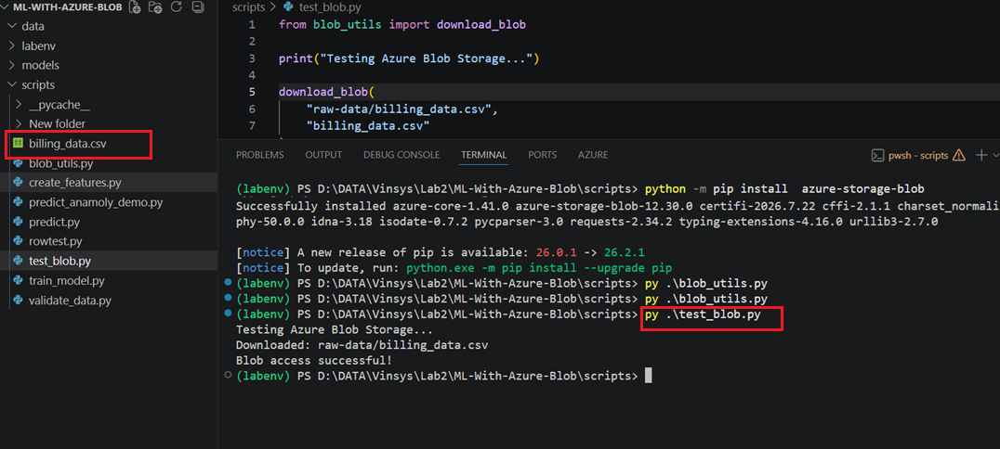 ML-WITH-AZURE-BLOB
data
labenv
models
scripts
__pycache__
New folder
billing_data.csv
blob_utils.py
create_features.py
predict_anamoly_demo.py
predict.py
rowtest.py
test_blob.py
train_model.py
validate_data.py
scripts > test_blob.py
1 from blob_utils import download_blob
2
3 print("Testing Azure Blob Storage...")
4
5 download_blob(
6 "raw-data/billing_data.csv",
7 "billing_data.csv"
PROBLEMS OUTPUT DEBUG CONSOLE TERMINAL PORTS AZURE pwsh - scripts
(labenv) PS D:\DATA\Vinsys\Lab2\ML-With-Azure-Blob\scripts> python -m pip install azure-storage-blob
Successfully installed azure-core-1.41.0 azure-storage-blob-12.30.0 certifi-2026.7.22 cffi-2.1.1 charset_normali
phy-50.0.0 idna-3.18 isodate-0.7.2 pycparser-3.0 requests-2.34.2 typing-extensions-4.16.0 urllib3-2.7.0
[notice] A new release of pip is available: 26.0.1 -> 26.2.1
[notice] To update, run: python.exe -m pip install --upgrade pip
(labenv) PS D:\DATA\Vinsys\Lab2\ML-With-Azure-Blob\scripts> py .\blob_utils.py
(labenv) PS D:\DATA\Vinsys\Lab2\ML-With-Azure-Blob\scripts> py .\blob_utils.py
(labenv) PS D:\DATA\Vinsys\Lab2\ML-With-Azure-Blob\scripts> py .\test_blob.py
Testing Azure Blob Storage...
Downloaded: raw-data/billing_data.csv
Blob access successful!
(labenv) PS D:\DATA\Vinsys\Lab2\ML-With-Azure-Blob\scripts>